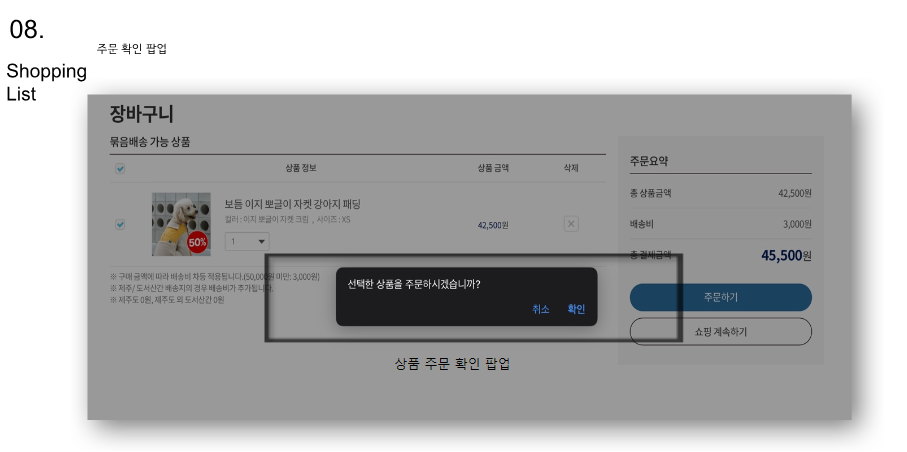 08.
주문 확인 팝업
Shopping
List
장바구니
묶음배송 가능 상품
상품 정보
상품 금액
삭제
보들 이지 뽀글이 자켓 강아지 패딩
컬러 : 이지 뽀글이 자켓 크림 , 사이즈 : XS
50%
1
42,500원
※ 구매 금액에 따라 배송비 차등 적용됩니다.(50,000원 미만: 3,000원)
※ 제주/ 도서산간 배송지의 경우 배송비가 추가됩니다.
※ 제주도 0원, 제주도 외 도서산간 0원
주문요약
총 상품금액 42,500원
배송비 3,000원
총 결제금액 45,500원
주문하기
쇼핑 계속하기
선택한 상품을 주문하시겠습니까?
취소 확인
상품 주문 확인 팝업